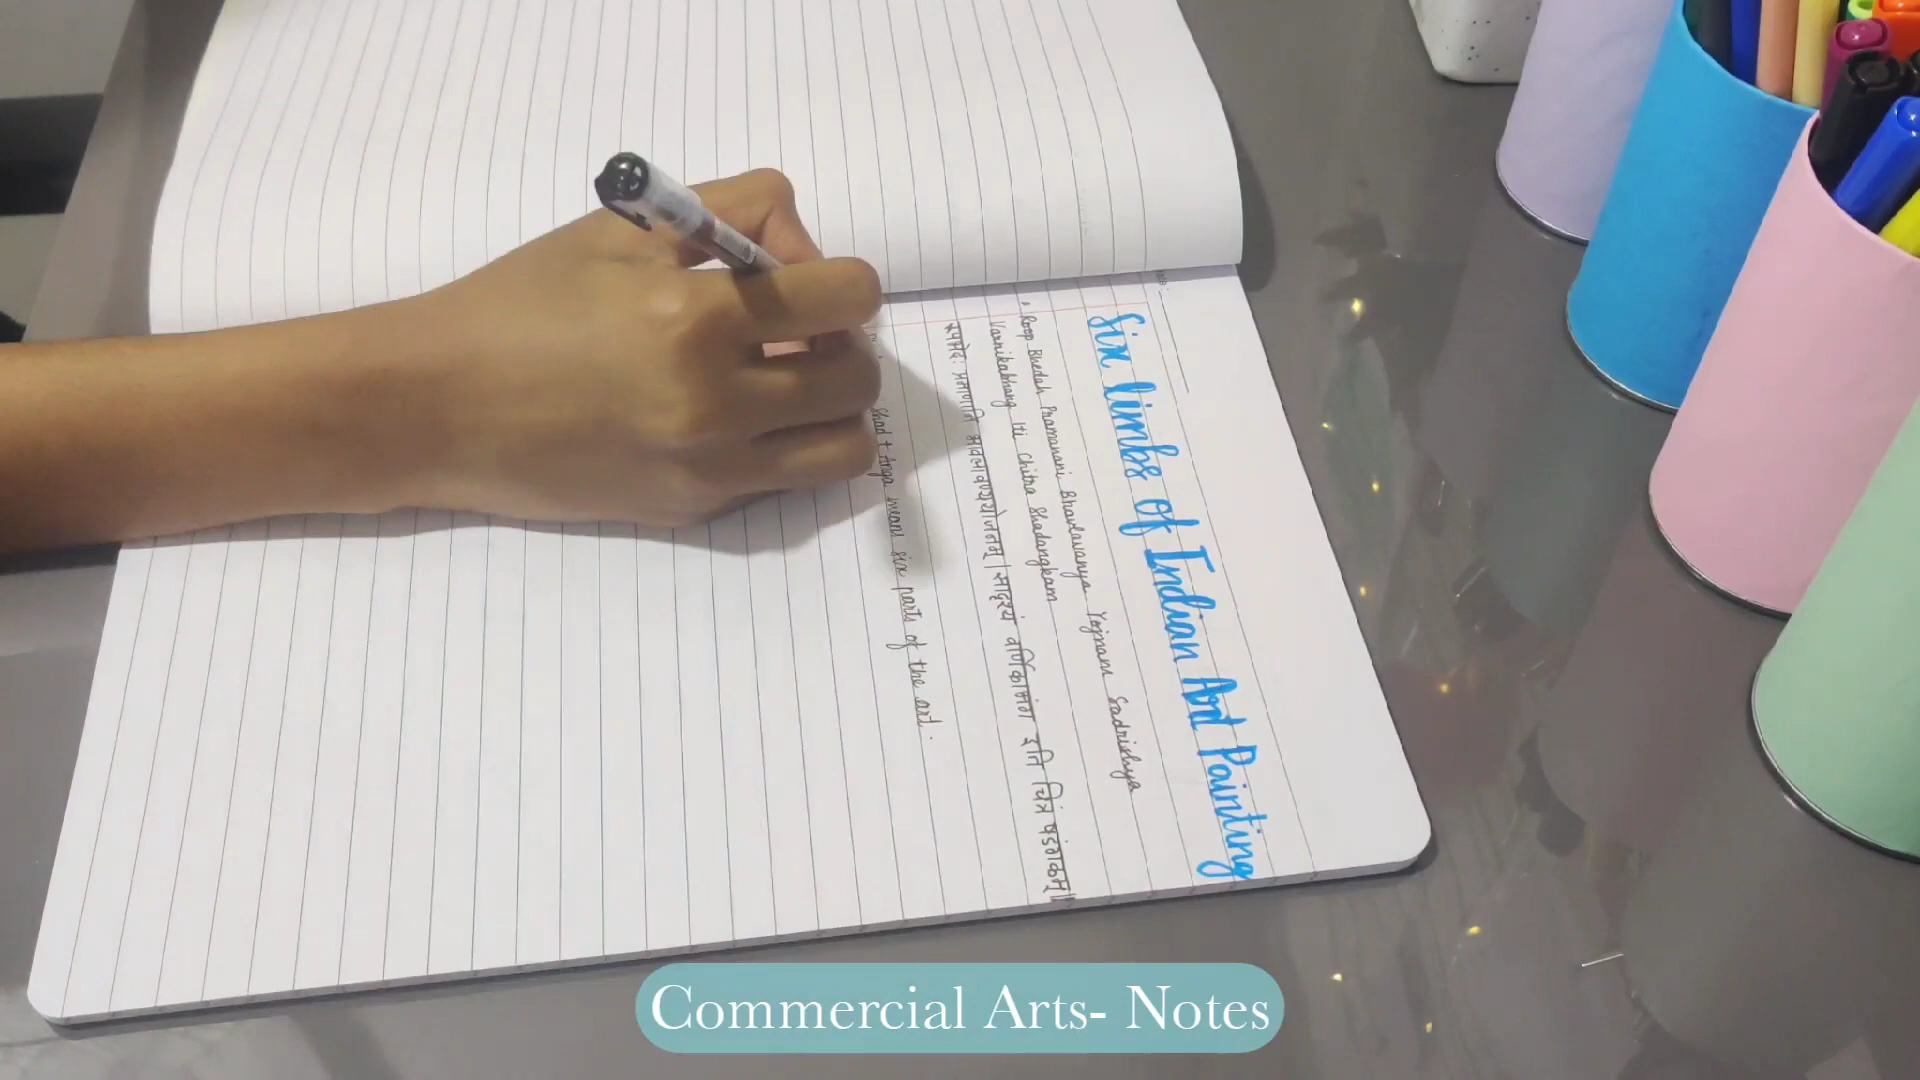 Six limbs of Indian Art Painting
Roop Bhedah Pramanani Bhavlavanya Yojnam Sadrishya
Varnikabhang Iti Chitra Shadangkam
रूपभेदः प्रमाणानि भावलावण्ययोजनम्। सादृश्यं वर्णिकाभंग इति चित्रं षडंगकम्।
Shad + Anga means six parts of the art.
Commercial Arts- Notes